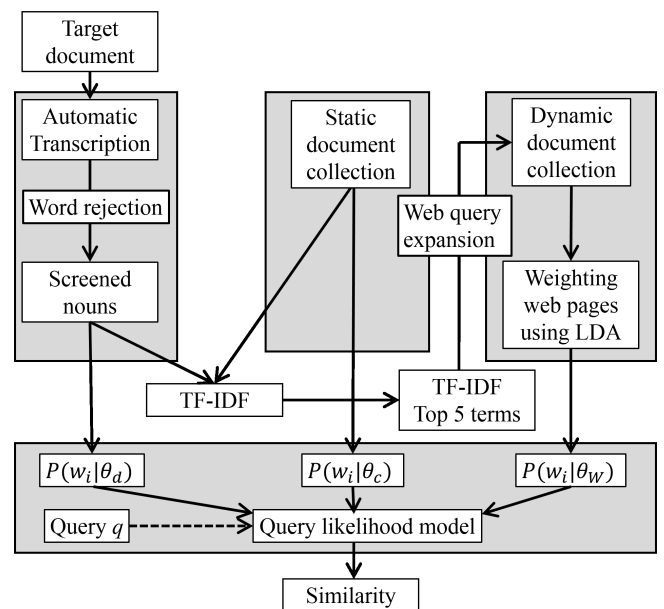 Target
document
Automatic
Transcription
Word rejection
Screened
nouns
Static
document
collection
Web query
expansion
Dynamic
document
collection
Weighting
web pages
using LDA
TF-IDF
TF-IDF
Top 5 terms
P(w_i|θ_d)
P(w_i|θ_c)
P(w_i|θ_W)
Query q
Query likelihood model
Similarity